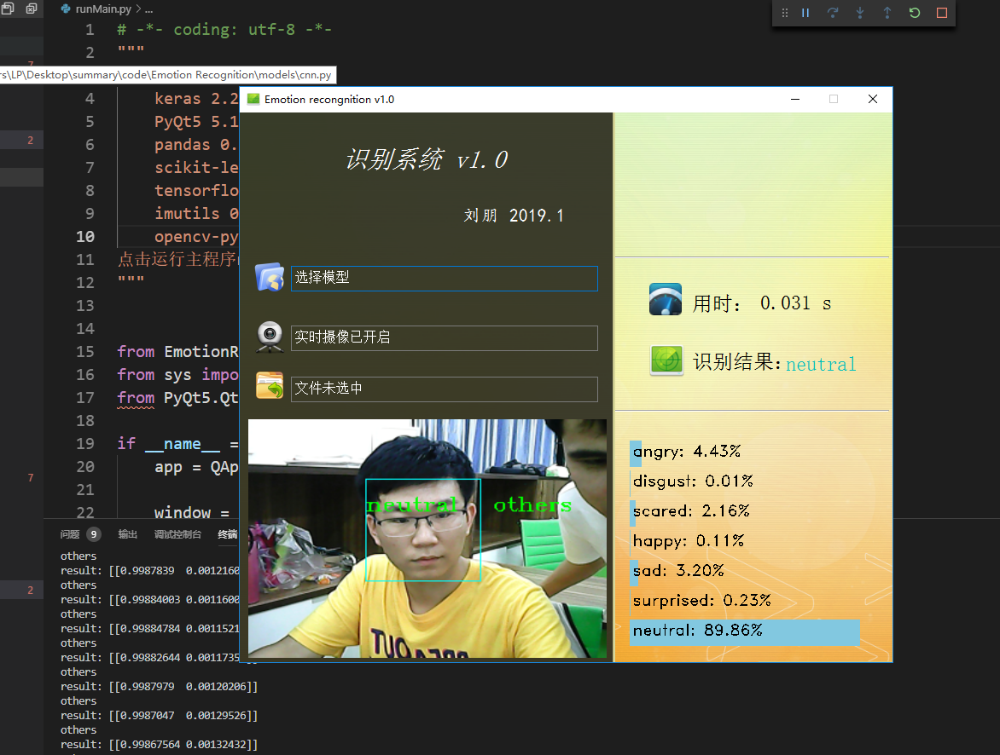 runMain.py > ...
1 # -*- coding: utf-8 -*-
2 """
7
rs\LP\Desktop\summary\code\Emotion Recognition\models\cnn.py
4 keras 2.2
5 PyQt5 5.1
6 pandas 0.
2
7 scikit-le
8 tensorflo
9 imutils 0
10 opencv-py
11 点击运行主程序
12 """
13
14
15 from EmotionR
16 from sys impo
17 from PyQt5.Qt
18
19 if __name__ =
20 app = QAp
7
21
22 window =
Emotion recongnition v1.0
识别系统 v1.0
刘朋 2019.1
选择模型
实时摄像已开启
文件未选中
neutral others
TUO
用时: 0.031 s
识别结果:neutral
angry: 4.43%
disgust: 0.01%
scared: 2.16%
happy: 0.11%
sad: 3.20%
surprised: 0.23%
neutral: 89.86%
问题 9 输出 调试控制台 终端
others
result: [[0.9987839 0.0012160
others
2
result: [[0.99884003 0.0011600
others
result: [[0.99884784 0.0011521
others
result: [[0.99882644 0.0011735
others
result: [[0.9987979 0.00120206]]
others
result: [[0.9987047 0.00129526]]
others
result: [[0.99867564 0.00132432]]